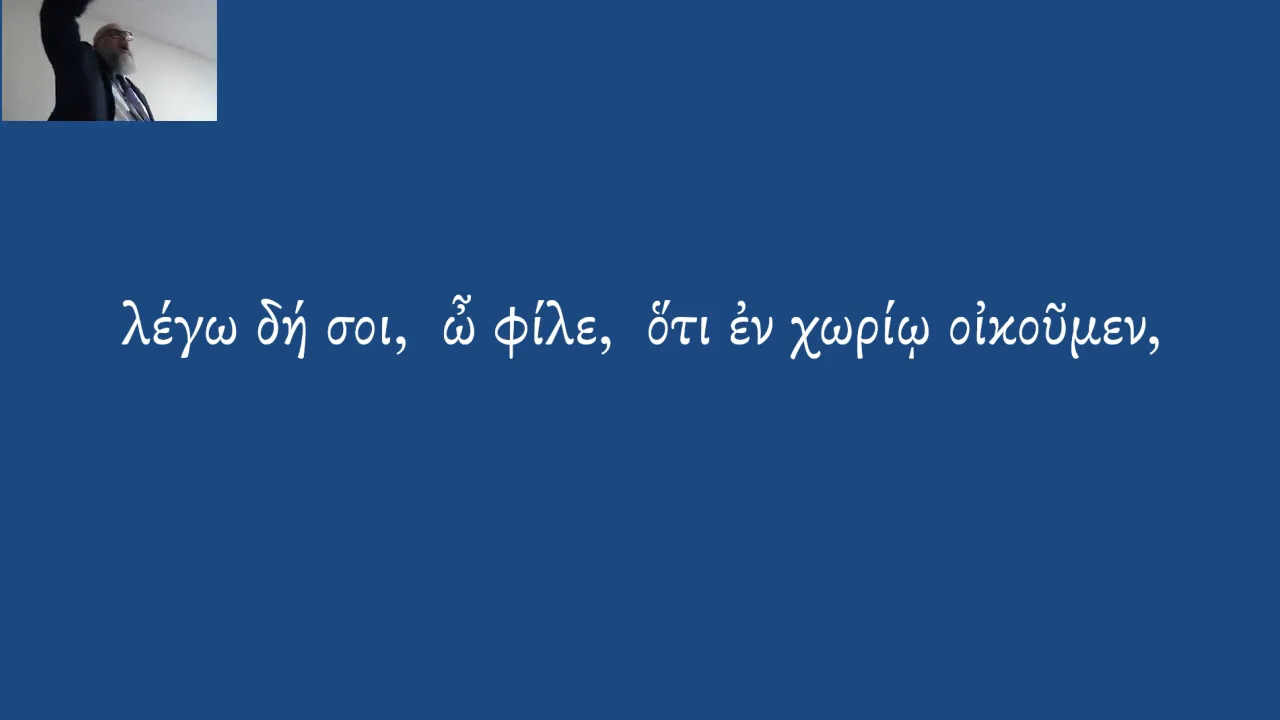 λέγω δή σοι, ὦ φίλε, ὅτι ἐν χωρίῳ οἰκοῦμεν,